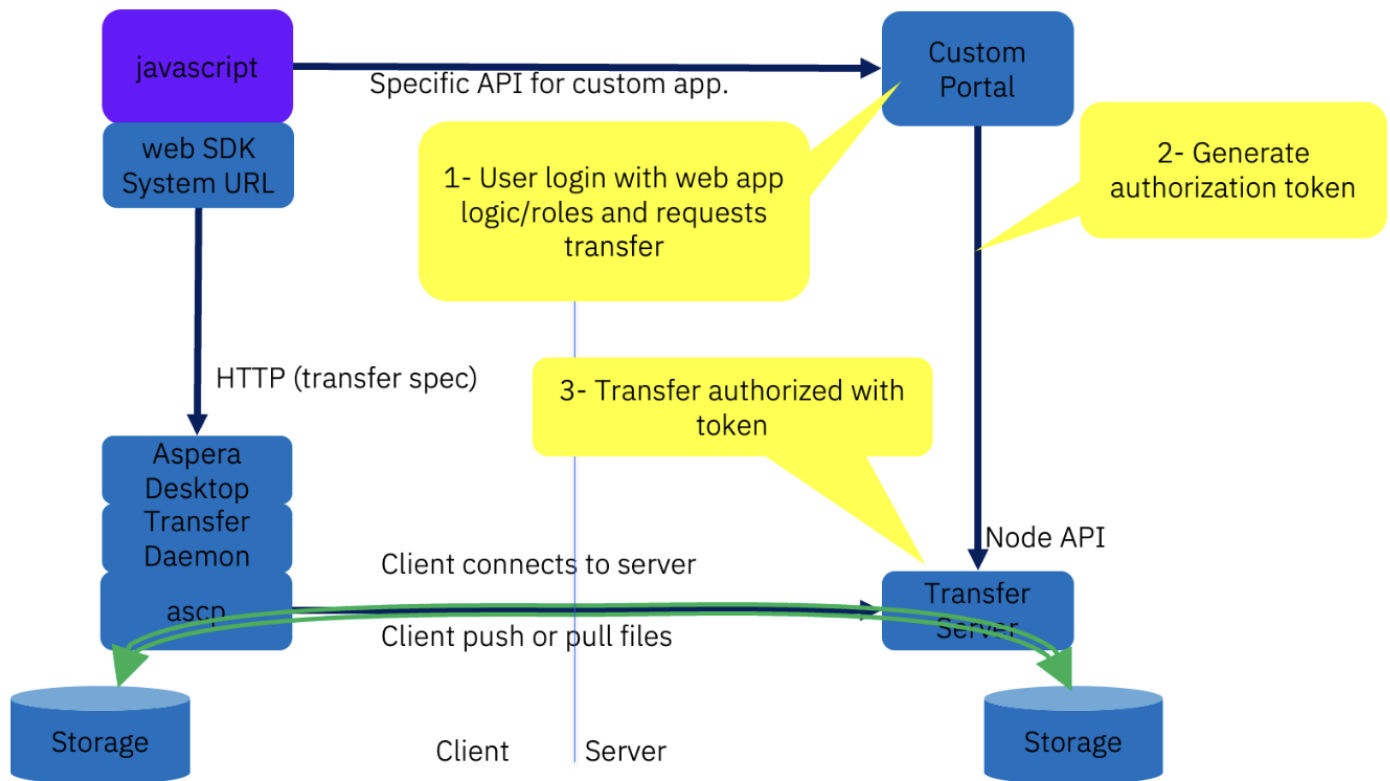 javascript
Custom
Portal
Specific API for custom app.
web SDK
System URL
1- User login with web app
logic/roles and requests
transfer
2- Generate
authorization token
HTTP (transfer spec)
3- Transfer authorized with
token
Aspera
Desktop
Transfer
Daemon
ascp
Client connects to server
Client push or pull files
Node API
Transfer
Server
Storage
Client
Server
Storage